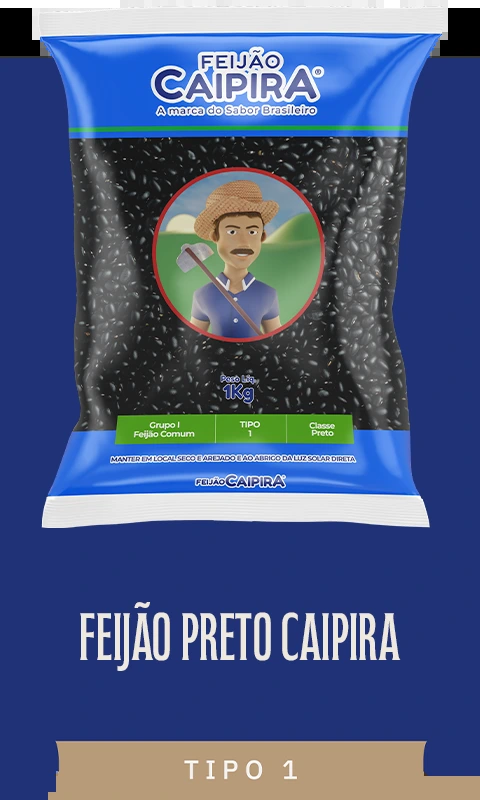 FEIJÃO
CAIPIRA®
A marca do Sabor Brasileiro
Peso Líq.
1Kg
Grupo I
Feijão Comum
TIPO
1
Classe
Preto
MANTER EM LOCAL SECO E AREJADO E AO ABRIGO DA LUZ SOLAR DIRETA
FEIJÃO CAIPIRA®
FEIJÃO PRETO CAIPIRA
TIPO 1